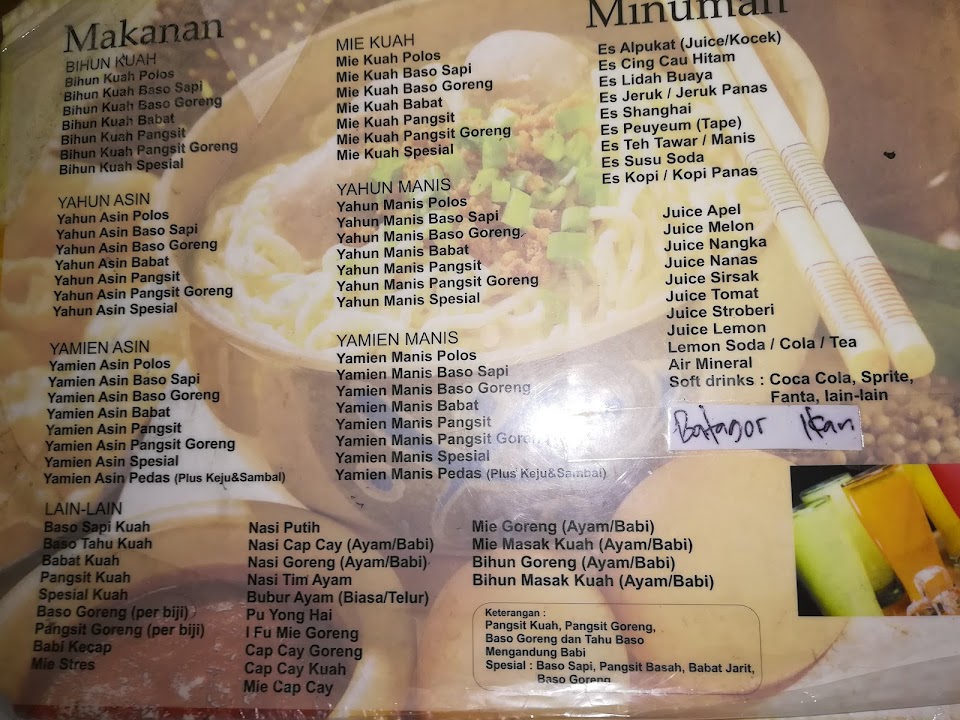 Makanan
BIHUN KUAH
Bihun Kuah Polos
Bihun Kuah Baso Sapi
Bihun Kuah Baso Goreng
Bihun Kuah Babat
Bihun Kuah Pangsit
Bihun Kuah Pangsit Goreng
Bihun Kuah Spesial
YAHUN ASIN
Yahun Asin Polos
Yahun Asin Baso Sapi
Yahun Asin Baso Goreng
Yahun Asin Babat
Yahun Asin Pangsit
Yahun Asin Pangsit Goreng
Yahun Asin Spesial
YAMIEN ASIN
Yamien Asin Polos
Yamien Asin Baso Sapi
Yamien Asin Baso Goreng
Yamien Asin Babat
Yamien Asin Pangsit
Yamien Asin Pangsit Goreng
Yamien Asin Spesial
Yamien Asin Pedas (Plus Keju&Sambal)
MIE KUAH
Mie Kuah Polos
Mie Kuah Baso Sapi
Mie Kuah Baso Goreng
Mie Kuah Babat
Mie Kuah Pangsit
Mie Kuah Pangsit Goreng
Mie Kuah Spesial
YAHUN MANIS
Yahun Manis Polos
Yahun Manis Baso Sapi
Yahun Manis Baso Goreng
Yahun Manis Babat
Yahun Manis Pangsit
Yahun Manis Pangsit Goreng
Yahun Manis Spesial
YAMIEN MANIS
Yamien Manis Polos
Yamien Manis Baso Sapi
Yamien Manis Baso Goreng
Yamien Manis Babat
Yamien Manis Pangsit
Yamien Manis Pangsit Goreng
Yamien Manis Spesial
Yamien Manis Pedas (Plus Keju&Sambal)
LAIN-LAIN
Baso Sapi Kuah
Baso Tahu Kuah
Babat Kuah
Pangsit Kuah
Spesial Kuah
Baso Goreng (per biji)
Pangsit Goreng (per biji)
Babi Kecap
Mie Stres
Nasi Putih
Nasi Cap Cay (Ayam/Babi)
Nasi Goreng (Ayam/Babi)
Nasi Tim Ayam
Bubur Ayam (Biasa/Telur)
Pu Yong Hai
I Fu Mie Goreng
Cap Cay Goreng
Cap Cay Kuah
Mie Cap Cay
Mie Goreng (Ayam/Babi)
Mie Masak Kuah (Ayam/Babi)
Bihun Goreng (Ayam/Babi)
Bihun Masak Kuah (Ayam/Babi)
Keterangan :
Pangsit Kuah, Pangsit Goreng,
Baso Goreng dan Tahu Baso
Mengandung Babi
Spesial : Baso Sapi, Pangsit Basah, Babat Jarit,
Baso Goreng
Minuman
Es Alpukat (Juice/Kocek)
Es Cing Cau Hitam
Es Lidah Buaya
Es Jeruk / Jeruk Panas
Es Shanghai
Es Peuyeum (Tape)
Es Teh Tawar / Manis
Es Susu Soda
Es Kopi / Kopi Panas
Juice Apel
Juice Melon
Juice Nangka
Juice Nanas
Juice Sirsak
Juice Tomat
Juice Stroberi
Juice Lemon
Lemon Soda / Cola / Tea
Air Mineral
Soft drinks : Coca Cola, Sprite,
Fanta, lain-lain
Batagor Ikan